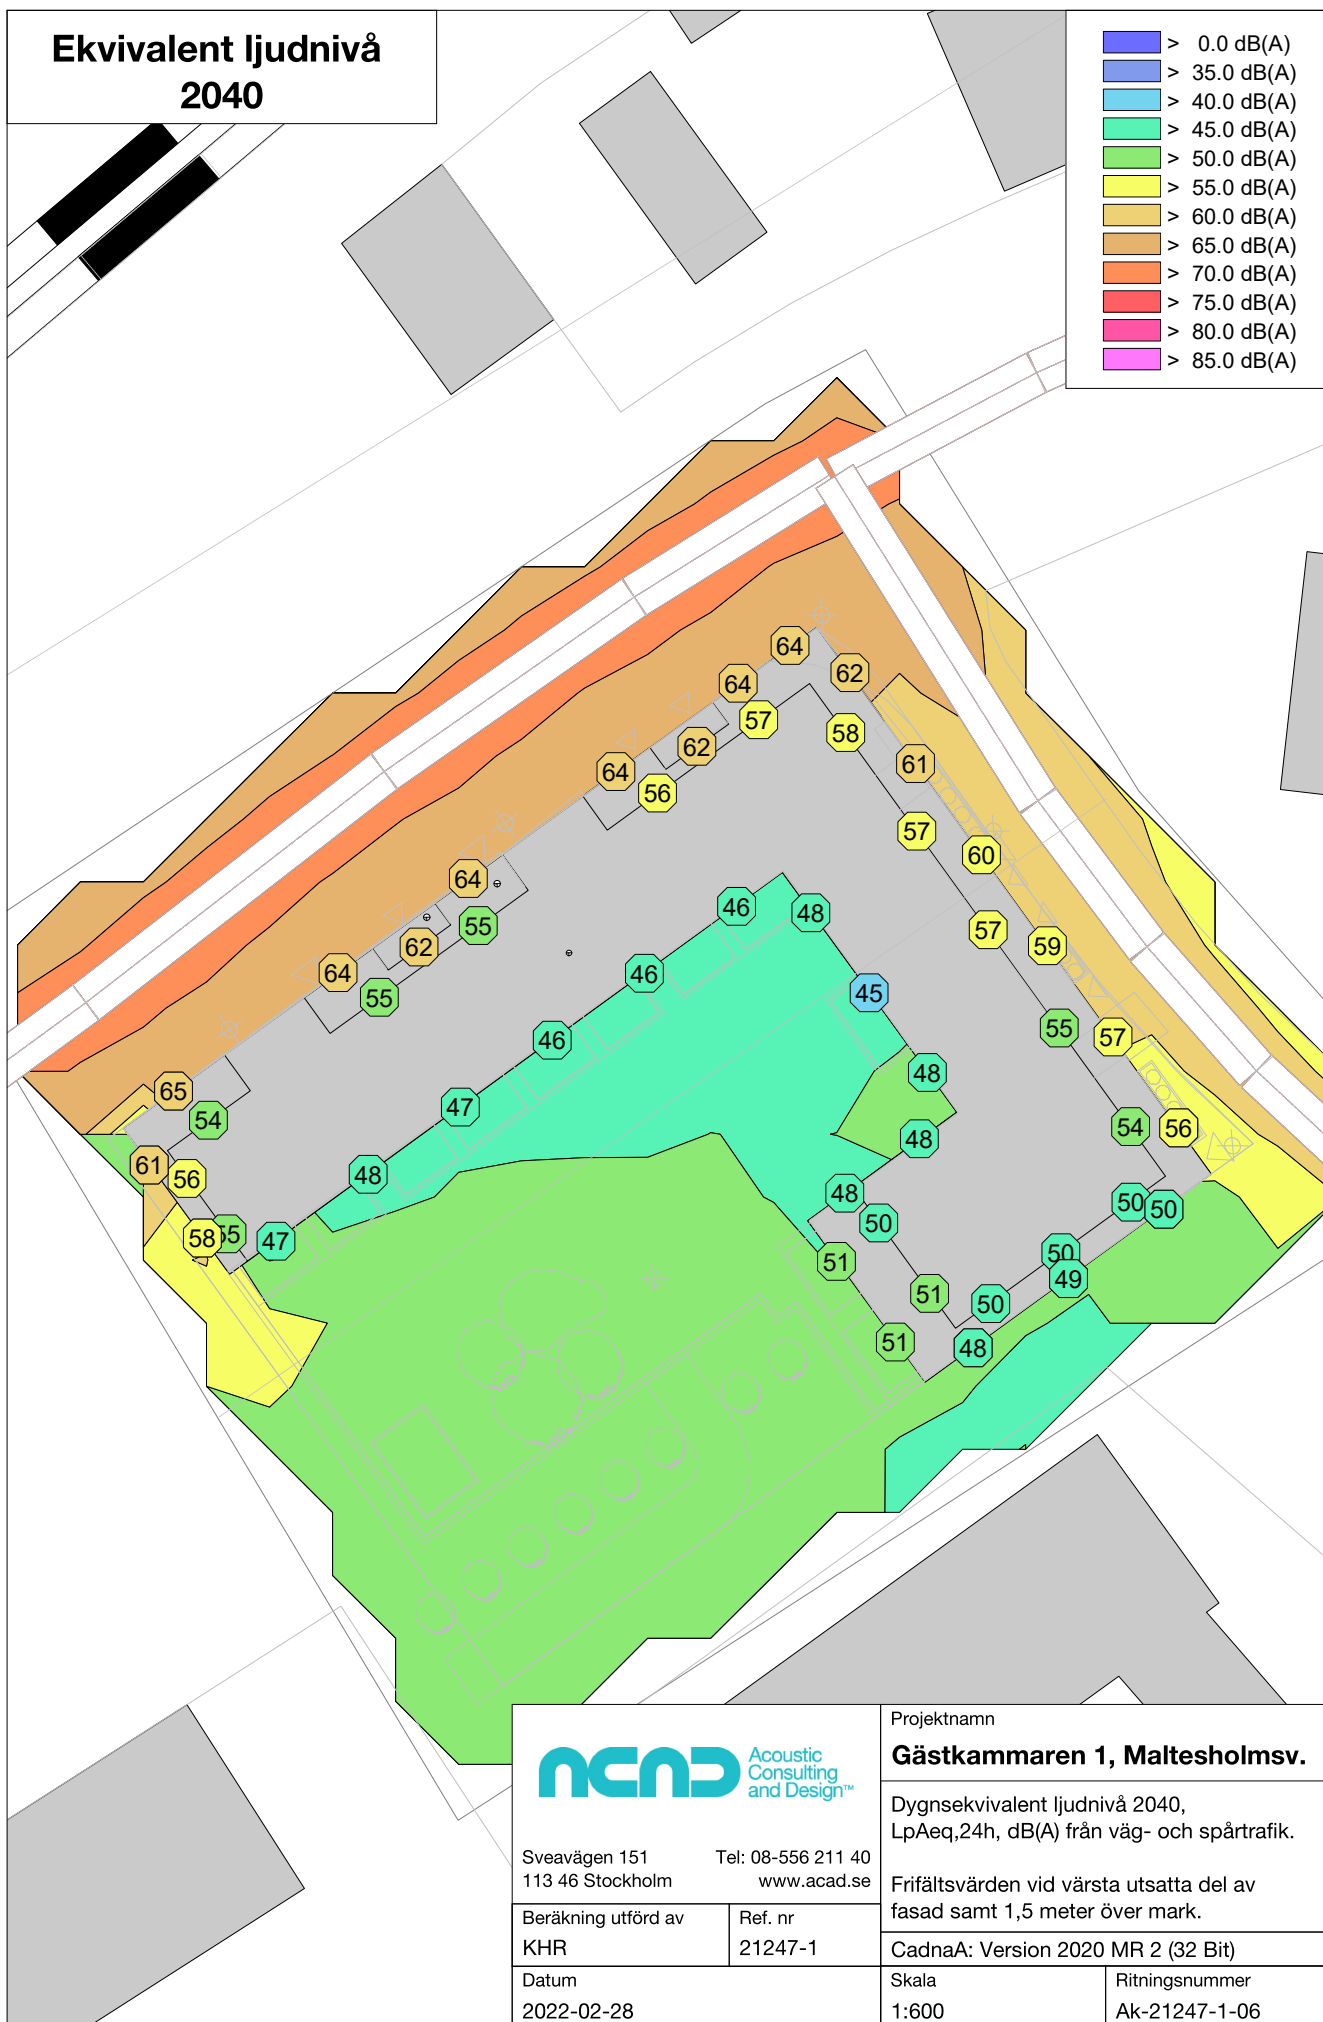 Ekvivalent ljudnivå
2040
> 0.0 dB(A)
> 35.0 dB(A)
> 40.0 dB(A)
> 45.0 dB(A)
> 50.0 dB(A)
> 55.0 dB(A)
> 60.0 dB(A)
> 65.0 dB(A)
> 70.0 dB(A)
> 75.0 dB(A)
> 80.0 dB(A)
> 85.0 dB(A)
64
62
64
57
58
62
61
64
56
57
60
64
55
46
48
57
59
62
64
46
45
55
55
57
46
48
65
47
54
54
48
56
61
56
48
48
50
50
50
58
55
47
50
51
49
51
50
51
48
ACAD
Acoustic
Consulting
and Design™
Sveavägen 151 Tel: 08-556 211 40
113 46 Stockholm www.acad.se
Beräkning utförd av
KHR
Ref. nr
21247-1
Datum
2022-02-28
Projektnamn
Gästkammaren 1, Maltesholmsv.
Dygnsekvivalent ljudnivå 2040,
LpAeq,24h, dB(A) från väg- och spårtrafik.
Frifältsvärden vid värsta utsatta del av
fasad samt 1,5 meter över mark.
CadnaA: Version 2020 MR 2 (32 Bit)
Skala
1:600
Ritningsnummer
Ak-21247-1-06